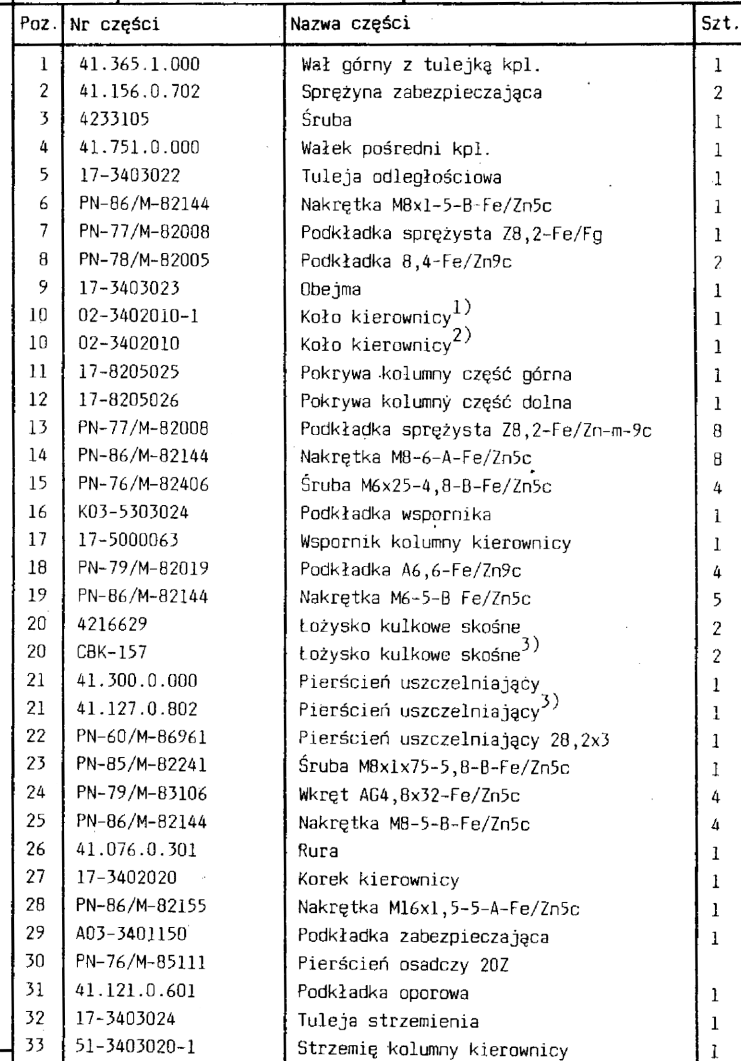 Poz. Nr części Nazwa części Szt.
1 41.365.1.000 Wał górny z tulejką kpl. 1
2 41.156.0.702 Sprężyna zabezpieczająca 2
3 4233105 Śruba 1
4 41.751.0.000 Wałek pośredni kpl. 1
5 17-3403022 Tuleja odległościowa 1
6 PN-86/M-82144 Nakrętka M8x1-5-B-Fe/Zn5c 1
7 PN-77/M-82008 Podkładka sprężysta Z8,2-Fe/Fg 1
8 PN-78/M-82005 Podkładka 8,4-Fe/Zn9c 2
9 17-3403023 Obejma 1
10 02-3402010-1 Koło kierownicy1) 1
10 02-3402010 Koło kierownicy2) 1
11 17-8205025 Pokrywa kolumny część górna 1
12 17-8205026 Pokrywa kolumny część dolna 1
13 PN-77/M-82008 Podkładka sprężysta Z8,2-Fe/Zn-m-9c 8
14 PN-86/M-82144 Nakrętka M8-6-A-Fe/Zn5c 8
15 PN-76/M-82406 Śruba M6x25-4,8-B-Fe/Zn5c 4
16 K03-5303024 Podkładka wspornika 1
17 17-5000063 Wspornik kolumny kierownicy 1
18 PN-79/M-82019 Podkładka A6,6-Fe/Zn9c 4
19 PN-86/M-82144 Nakrętka M6-5-B Fe/Zn5c 5
20 4216629 Łożysko kulkowe skośne 2
20 CBK-157 Łożysko kulkowe skośne3) 2
21 41.300.0.000 Pierścień uszczelniający 1
21 41.127.0.802 Pierścień uszczelniający3) 1
22 PN-60/M-86961 Pierścień uszczelniający 28,2x3 1
23 PN-85/M-82241 Śruba M8x1x75-5,8-B-Fe/Zn5c 1
24 PN-79/M-83106 Wkręt AG4,8x32-Fe/Zn5c 4
25 PN-86/M-82144 Nakrętka M8-5-B-Fe/Zn5c 4
26 41.076.0.301 Rura 1
27 17-3402020 Korek kierownicy 1
28 PN-86/M-82155 Nakrętka M16x1,5-5-A-Fe/Zn5c 1
29 A03-3401150 Podkładka zabezpieczająca 1
30 PN-76/M-85111 Pierścień osadczy 20Z
31 41.121.0.601 Podkładka oporowa 1
32 17-3403024 Tuleja strzemienia 1
33 51-3403020-1 Strzemię kolumny kierownicy 1